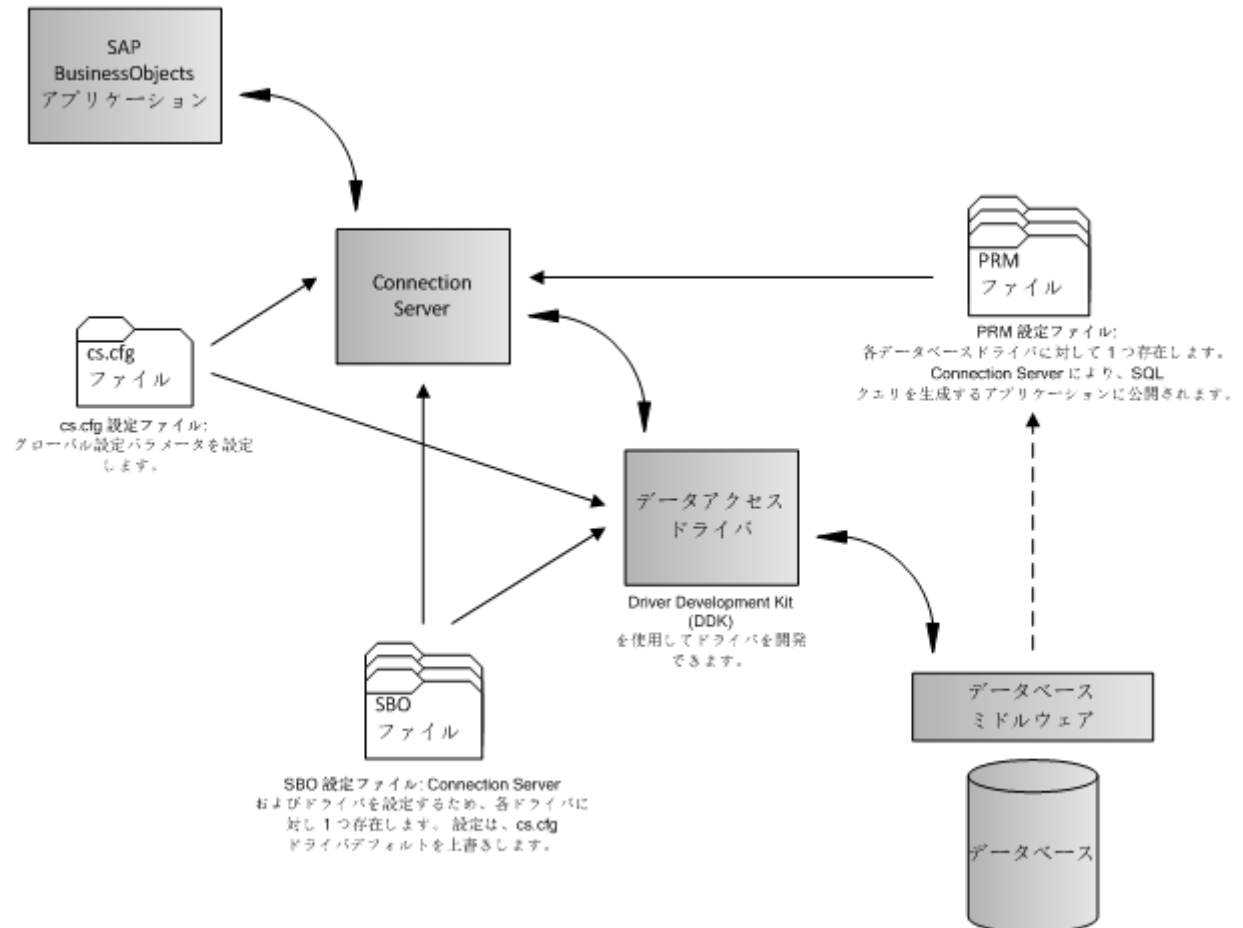 SAP
BusinessObjects
アプリケーション
Connection
Server
PRM
ファイル
PRM 設定ファイル:
各データベースドライバに対して 1 つ存在します。
Connection Server により、SQL
クエリを生成するアプリケーションに公開されます。
cs.cfg
ファイル
cs.cfg 設定ファイル:
グローバル設定パラメータを設定
します。
データアクセス
ドライバ
Driver Development Kit
(DDK)
を使用してドライバを開発
できます。
SBO
ファイル
SBO 設定ファイル: Connection Server
およびドライバを設定するため、各ドライバに
対し 1 つ存在します。 設定は、cs.cfg
ドライバデフォルトを上書きします。
データベース
ミドルウェア
データベース